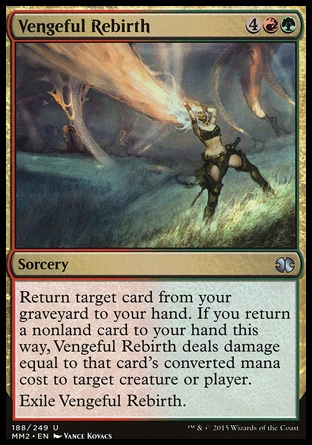 Vengeful Rebirth 4
Sorcery
Return target card from your
graveyard to your hand. If you return
a nonland card to your hand this
way, Vengeful Rebirth deals damage
equal to that card's converted mana
cost to target creature or player.
Exile Vengeful Rebirth.
188/249 U
MM2 • EN Vance Kovacs ™ & © 2015 Wizards of the Coast